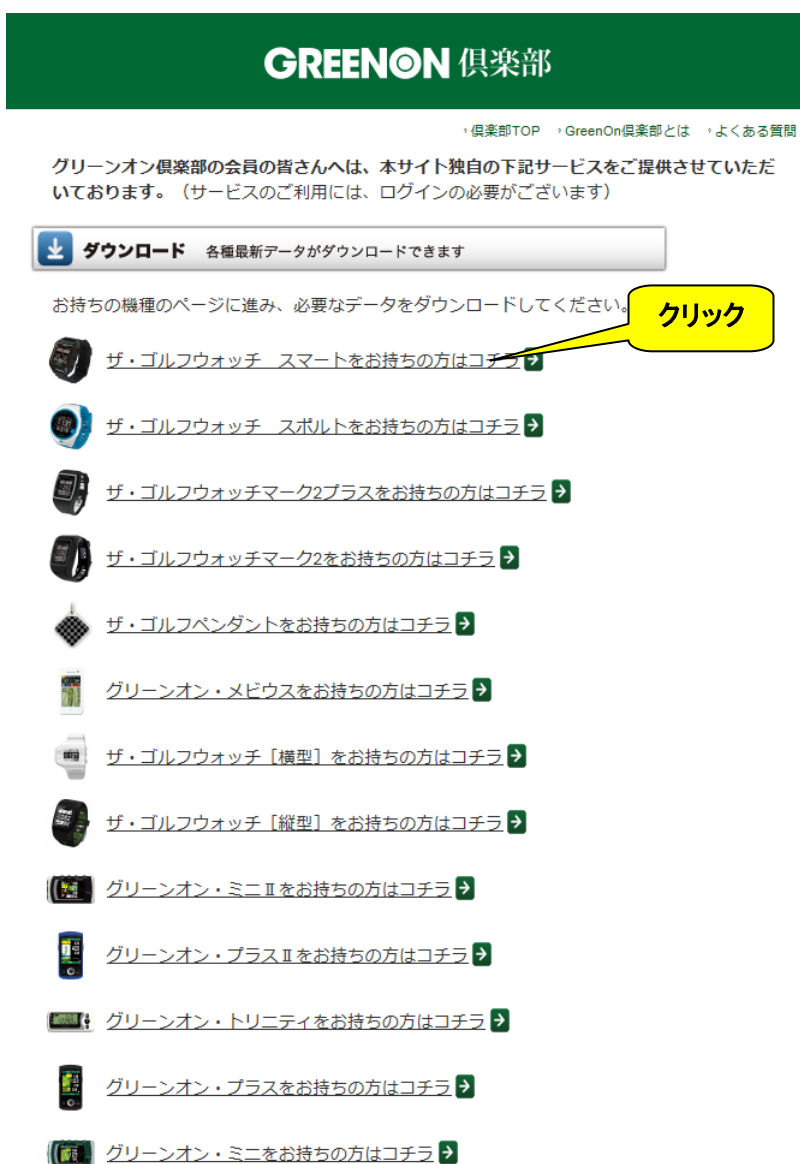 GREENON 倶楽部
倶楽部TOP GreenOn倶楽部とは よくある質問
グリーンオン倶楽部の会員の皆さんへは、本サイト独自の下記サービスをご提供させていただ
いております。（サービスのご利用には、ログインの必要がございます）
ダウンロード 各種最新データがダウンロードできます
お持ちの機種のページに進み、必要なデータをダウンロードしてください。
クリック
ザ・ゴルフウォッチ　スマートをお持ちの方はコチラ
ザ・ゴルフウォッチ　スポルトをお持ちの方はコチラ
ザ・ゴルフウォッチマーク2プラスをお持ちの方はコチラ
ザ・ゴルフウォッチマーク2をお持ちの方はコチラ
ザ・ゴルフペンダントをお持ちの方はコチラ
グリーンオン・メビウスをお持ちの方はコチラ
ザ・ゴルフウォッチ［横型］をお持ちの方はコチラ
ザ・ゴルフウォッチ［縦型］をお持ちの方はコチラ
グリーンオン・ミニⅡをお持ちの方はコチラ
グリーンオン・プラスⅡをお持ちの方はコチラ
グリーンオン・トリニティをお持ちの方はコチラ
グリーンオン・プラスをお持ちの方はコチラ
グリーンオン・ミニをお持ちの方はコチラ